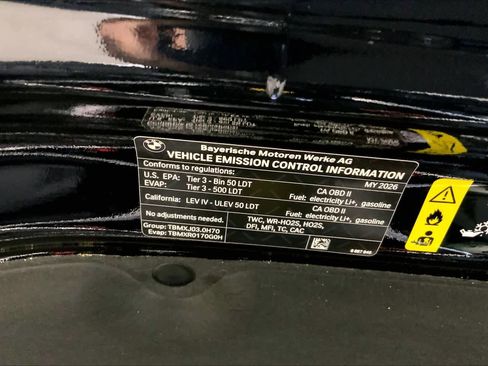 BMW
Bayerische Motoren Werke AG
VEHICLE EMISSION CONTROL INFORMATION
Conforms to regulations: MY 2026
U.S. EPA: Tier 3 - Bin 50 LDT CA OBD II
EVAP: Tier 3 - 500 LDT Fuel: electricity Li+, gasoline
California: LEV IV - ULEV 50 LDT CA OBD II
Fuel: electricity Li+, gasoline
No adjustments needed.
Group: TBMXJ03.0H70 TWC, WR-HO2S, HO2S,
Evap: TBMXR0170G0H DFI, MFI, TC, CAC